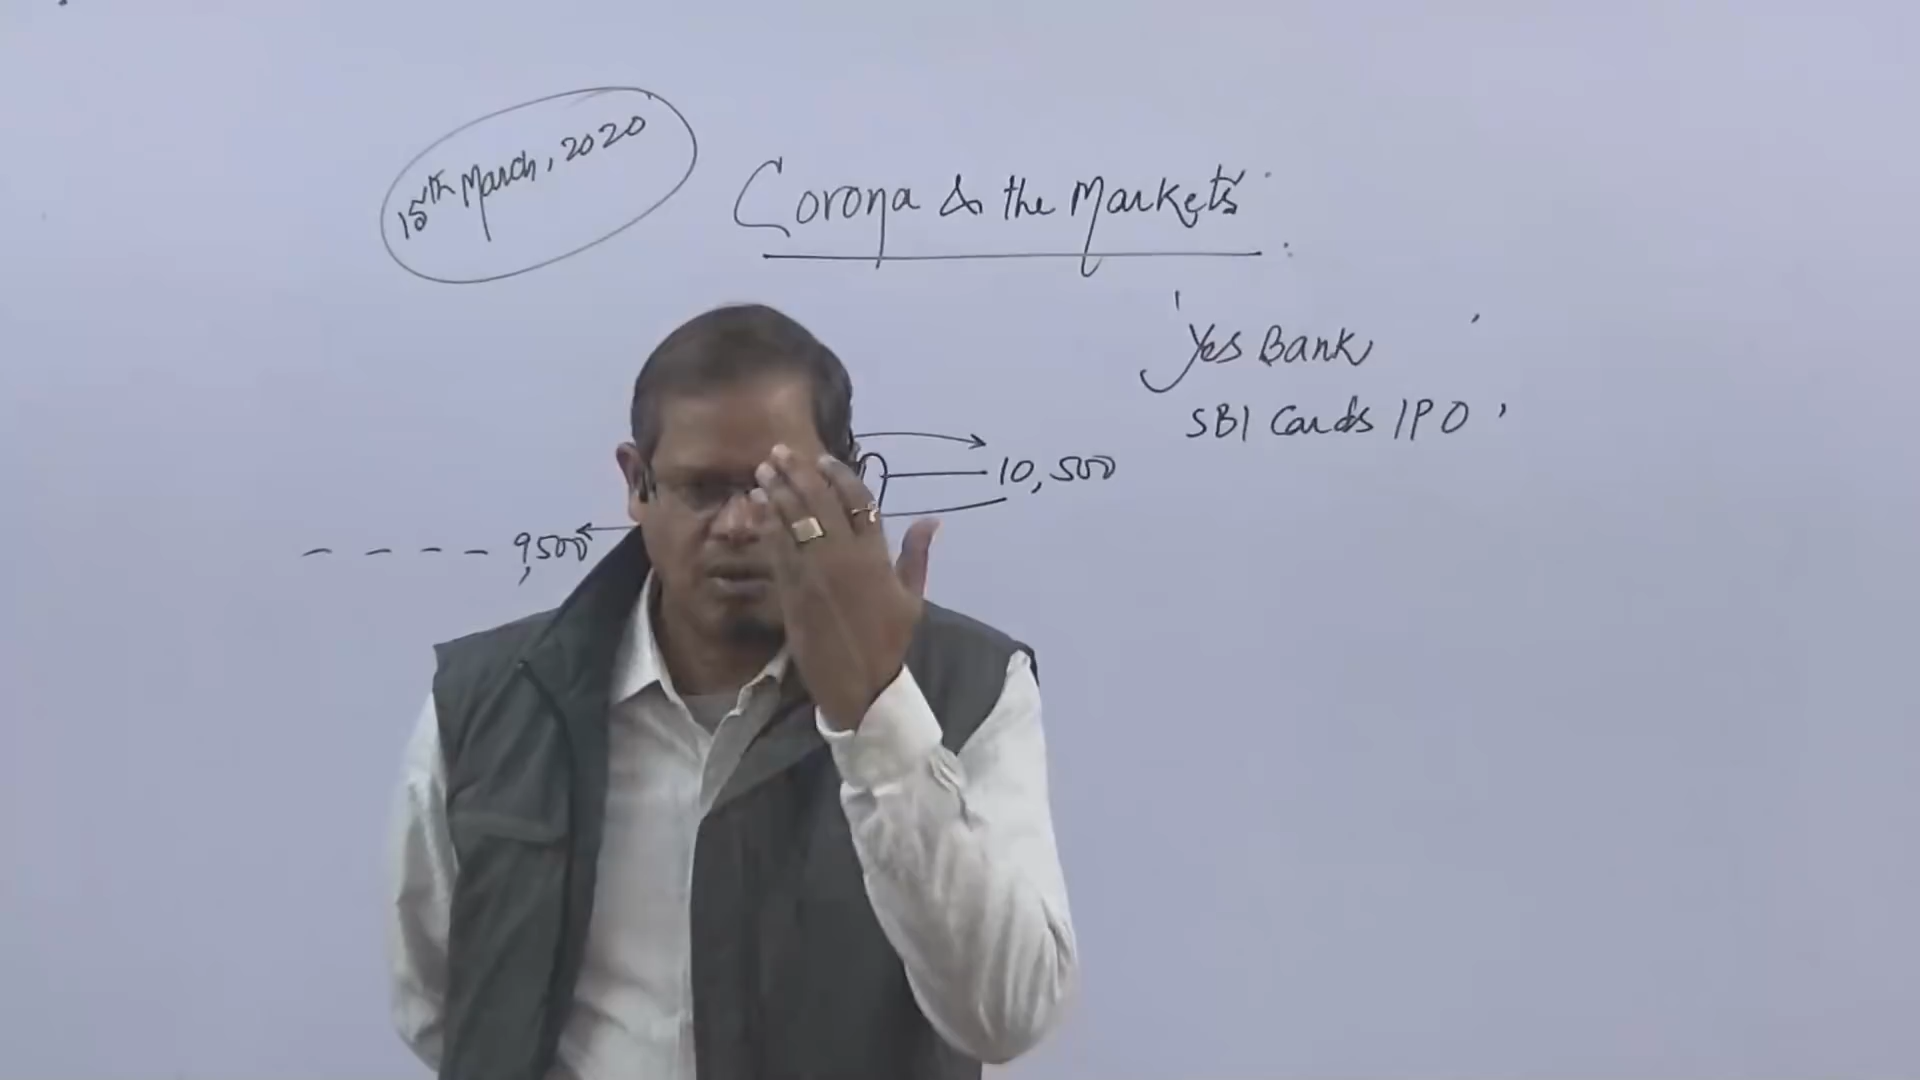 15th March, 2020
Corona & the Markets
Yes Bank
SBI Cards IPO
10,500
9,500